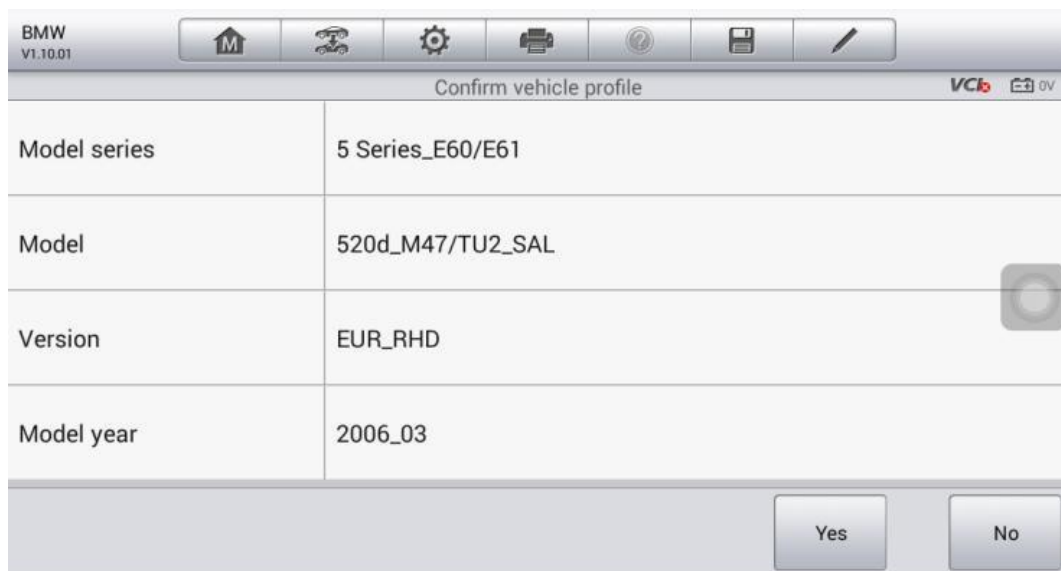 BMW
V1.10.01
M
Confirm vehicle profile
VCI 0V
Model series 5 Series_E60/E61
Model 520d_M47/TU2_SAL
Version EUR_RHD
Model year 2006_03
Yes No